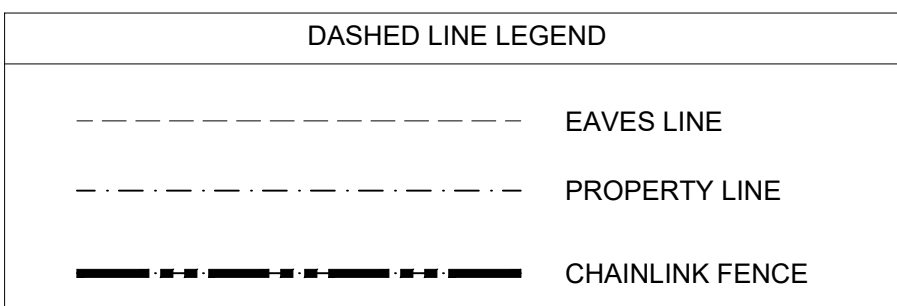 DASHED LINE LEGEND
EAVES LINE
PROPERTY LINE
CHAINLINK FENCE